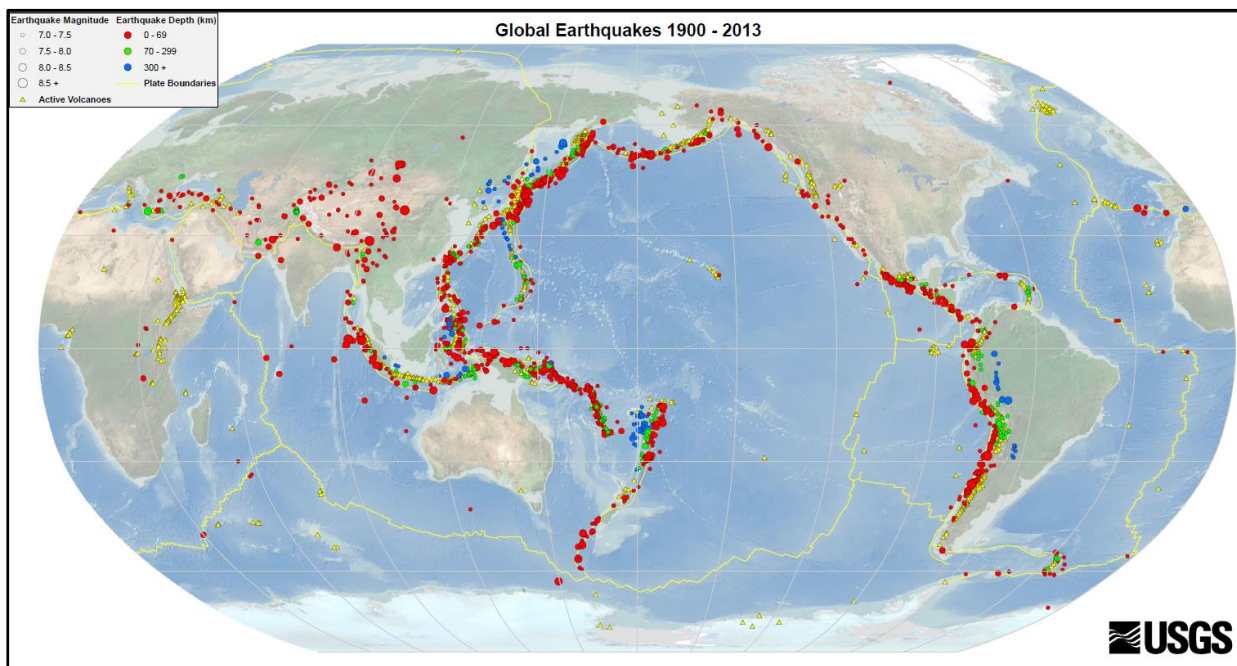 Global Earthquakes 1900 - 2013
Earthquake Magnitude Earthquake Depth (km)
7.0 - 7.5 0 - 69
7.5 - 8.0 70 - 299
8.0 - 8.5 300 +
8.5 + Plate Boundaries
Active Volcanoes
USGS